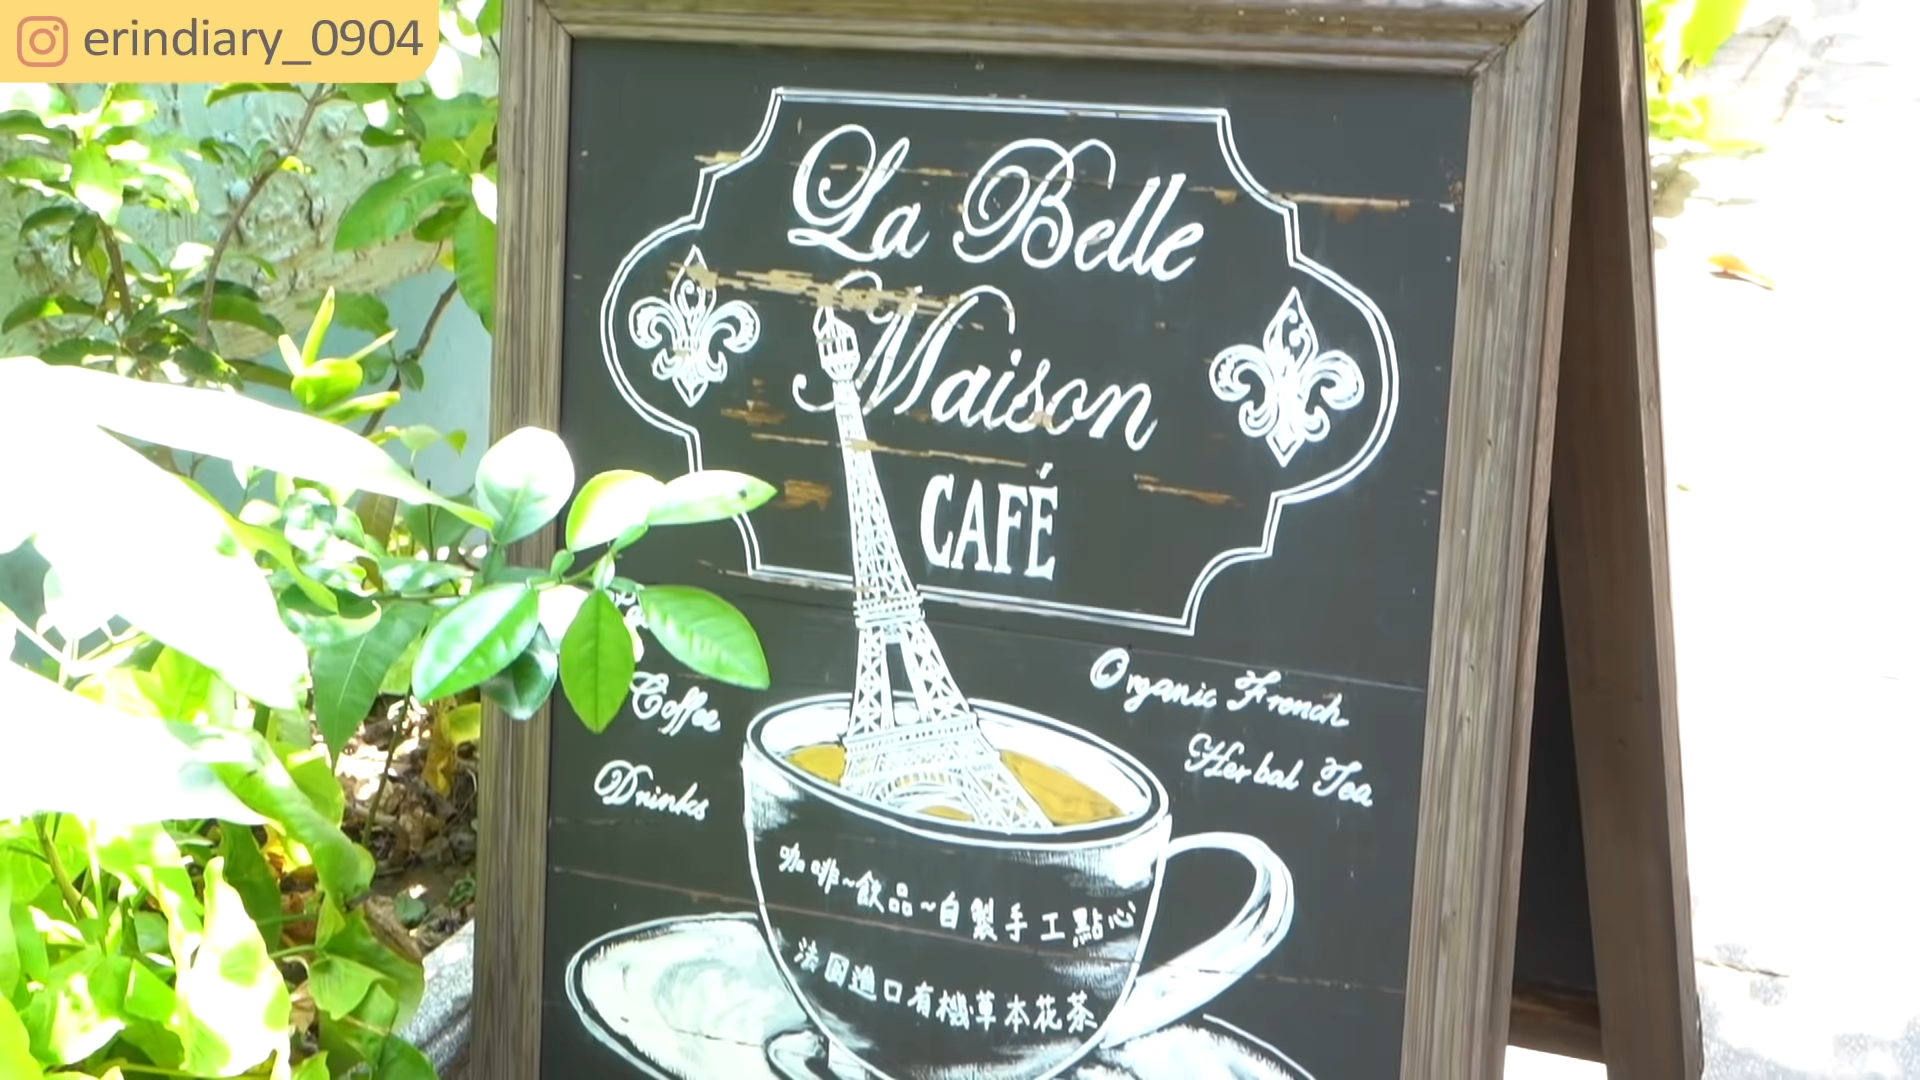 erindiary_0904
La Belle
Maison
CAFÉ
Coffee
Drinks
Organic French
Herbal Tea
咖啡~飲品~自製手工點心
法國進口有機草本花茶